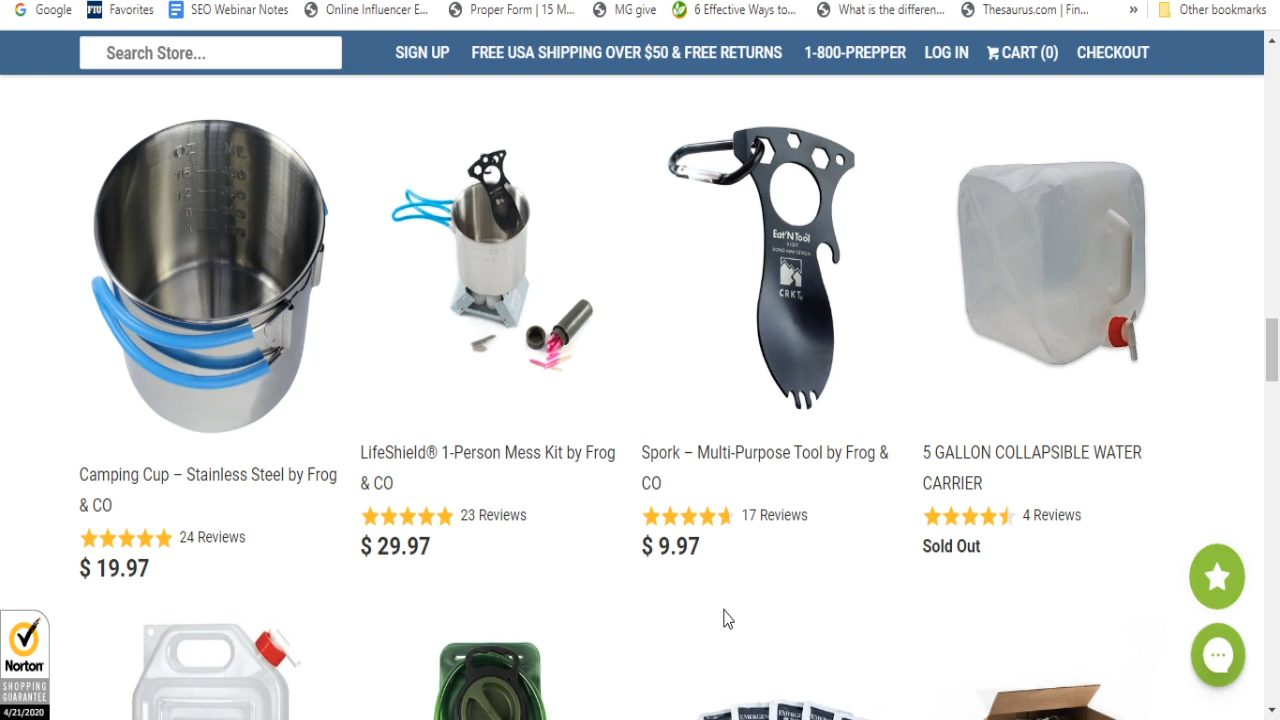 Google
Favorites
SEO Webinar Notes
Online Influencer E...
Proper Form | 15 M...
MG give
6 Effective Ways to...
What is the differen...
Thesaurus.com | Fin...
»
Other bookmarks
Search Store...
SIGN UP
FREE USA SHIPPING OVER $50 & FREE RETURNS
1-800-PREPPER
LOG IN
CART (0)
CHECKOUT
OZ ML
Eat'N Tool
CRKT
Camping Cup – Stainless Steel by Frog
& CO
24 Reviews
$ 19.97
LifeShield® 1-Person Mess Kit by Frog
& CO
23 Reviews
$ 29.97
Spork – Multi-Purpose Tool by Frog &
CO
17 Reviews
$ 9.97
5 GALLON COLLAPSIBLE WATER
CARRIER
4 Reviews
Sold Out
Norton
SHOPPING
GUARANTEE
4/21/2020